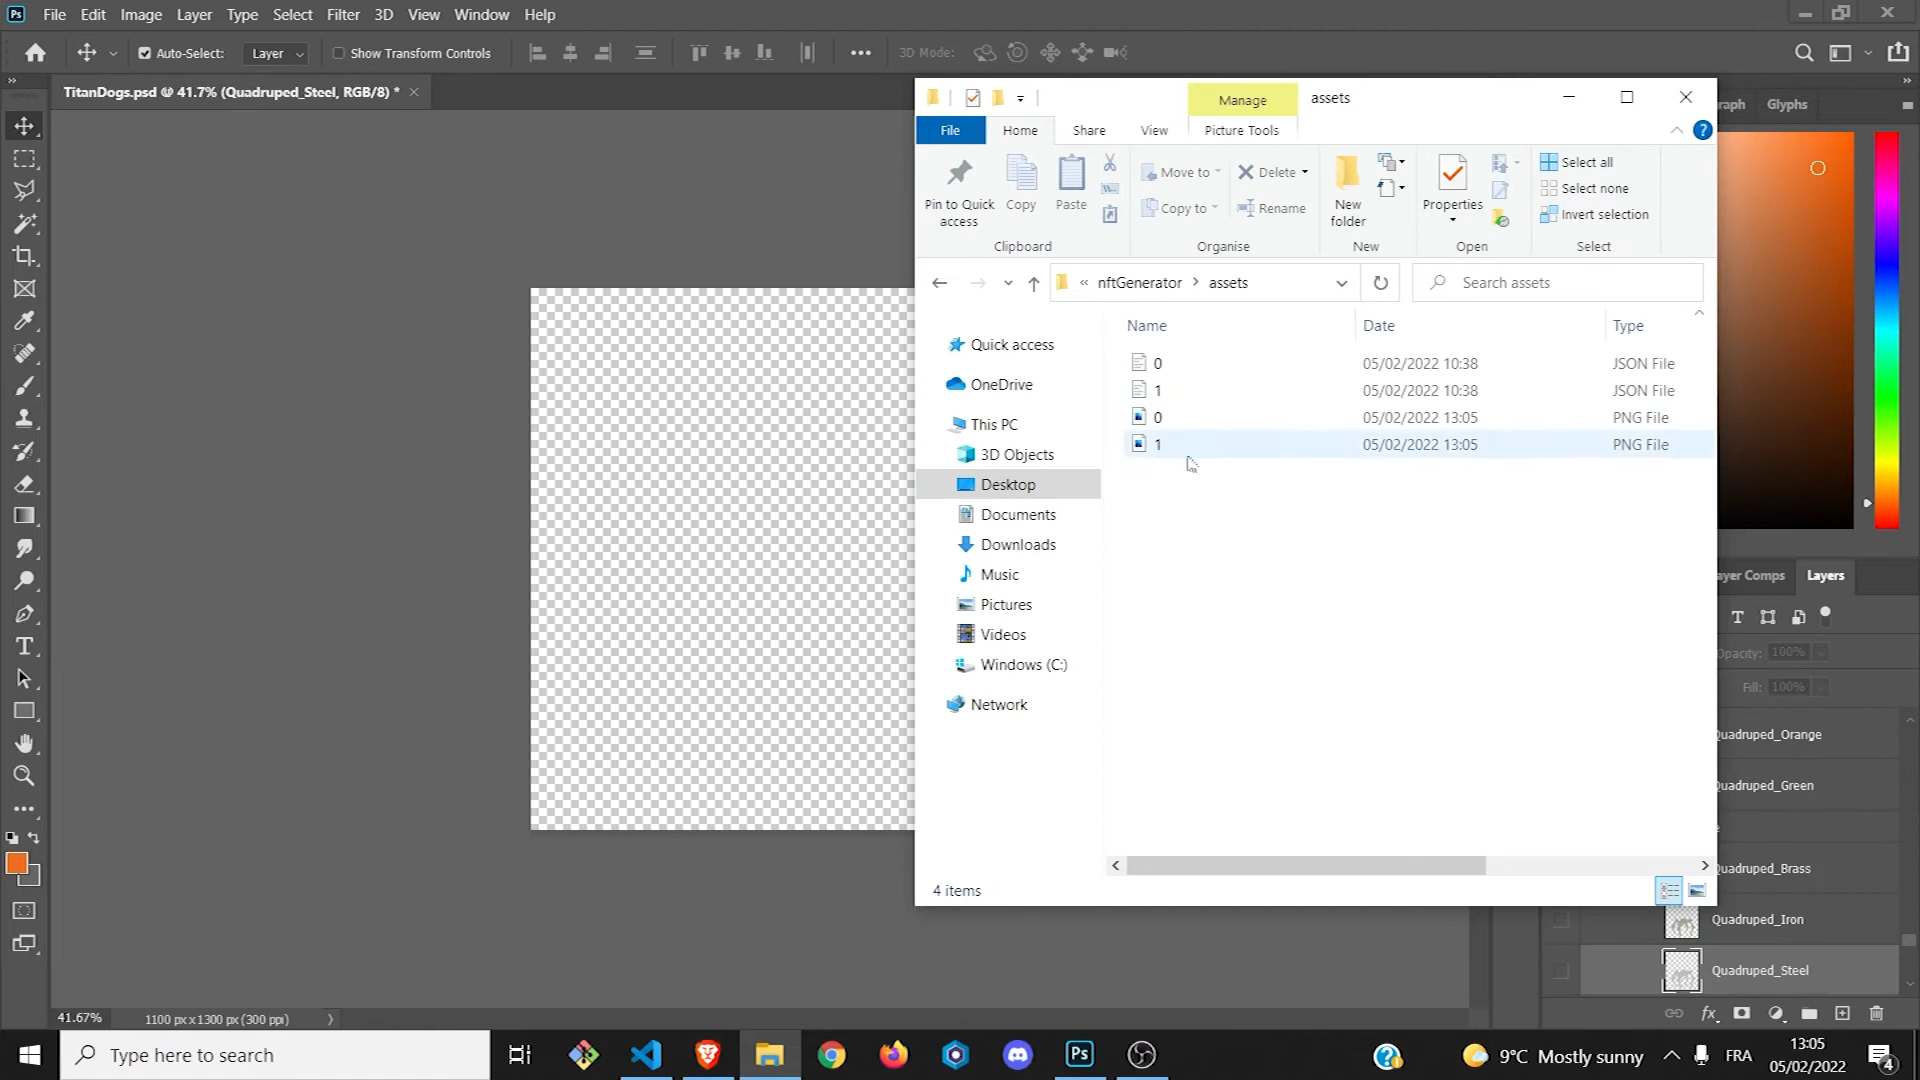 Ps File Edit Image Layer Type Select Filter 3D View Window Help
Auto-Select: Layer Show Transform Controls 3D Mode:
TitanDogs.psd @ 41.7% (Quadruped_Steel, RGB/8) *
Manage assets
raph Glyphs
File Home Share View Picture Tools
Pin to Quick access
Copy
Paste
Move to
Copy to
Delete
Rename
New folder
Properties
Select all
Select none
Invert selection
Clipboard Organise New Open Select
« nftGenerator > assets
Search assets
Name Date Type
0 05/02/2022 10:38 JSON File
1 05/02/2022 10:38 JSON File
0 05/02/2022 13:05 PNG File
1 05/02/2022 13:05 PNG File
Quick access
OneDrive
This PC
3D Objects
Desktop
Documents
Downloads
Music
Pictures
Videos
Windows (C:)
Network
4 items
ayer Comps Layers
Opacity: 100%
Fill: 100%
Quadruped_Orange
Quadruped_Green
Quadruped_Brass
Quadruped_Iron
Quadruped_Steel
fx
41.67% 1100 px x 1300 px (300 ppi)
Type here to search
Ps
9°C Mostly sunny
FRA
13:05
05/02/2022
4